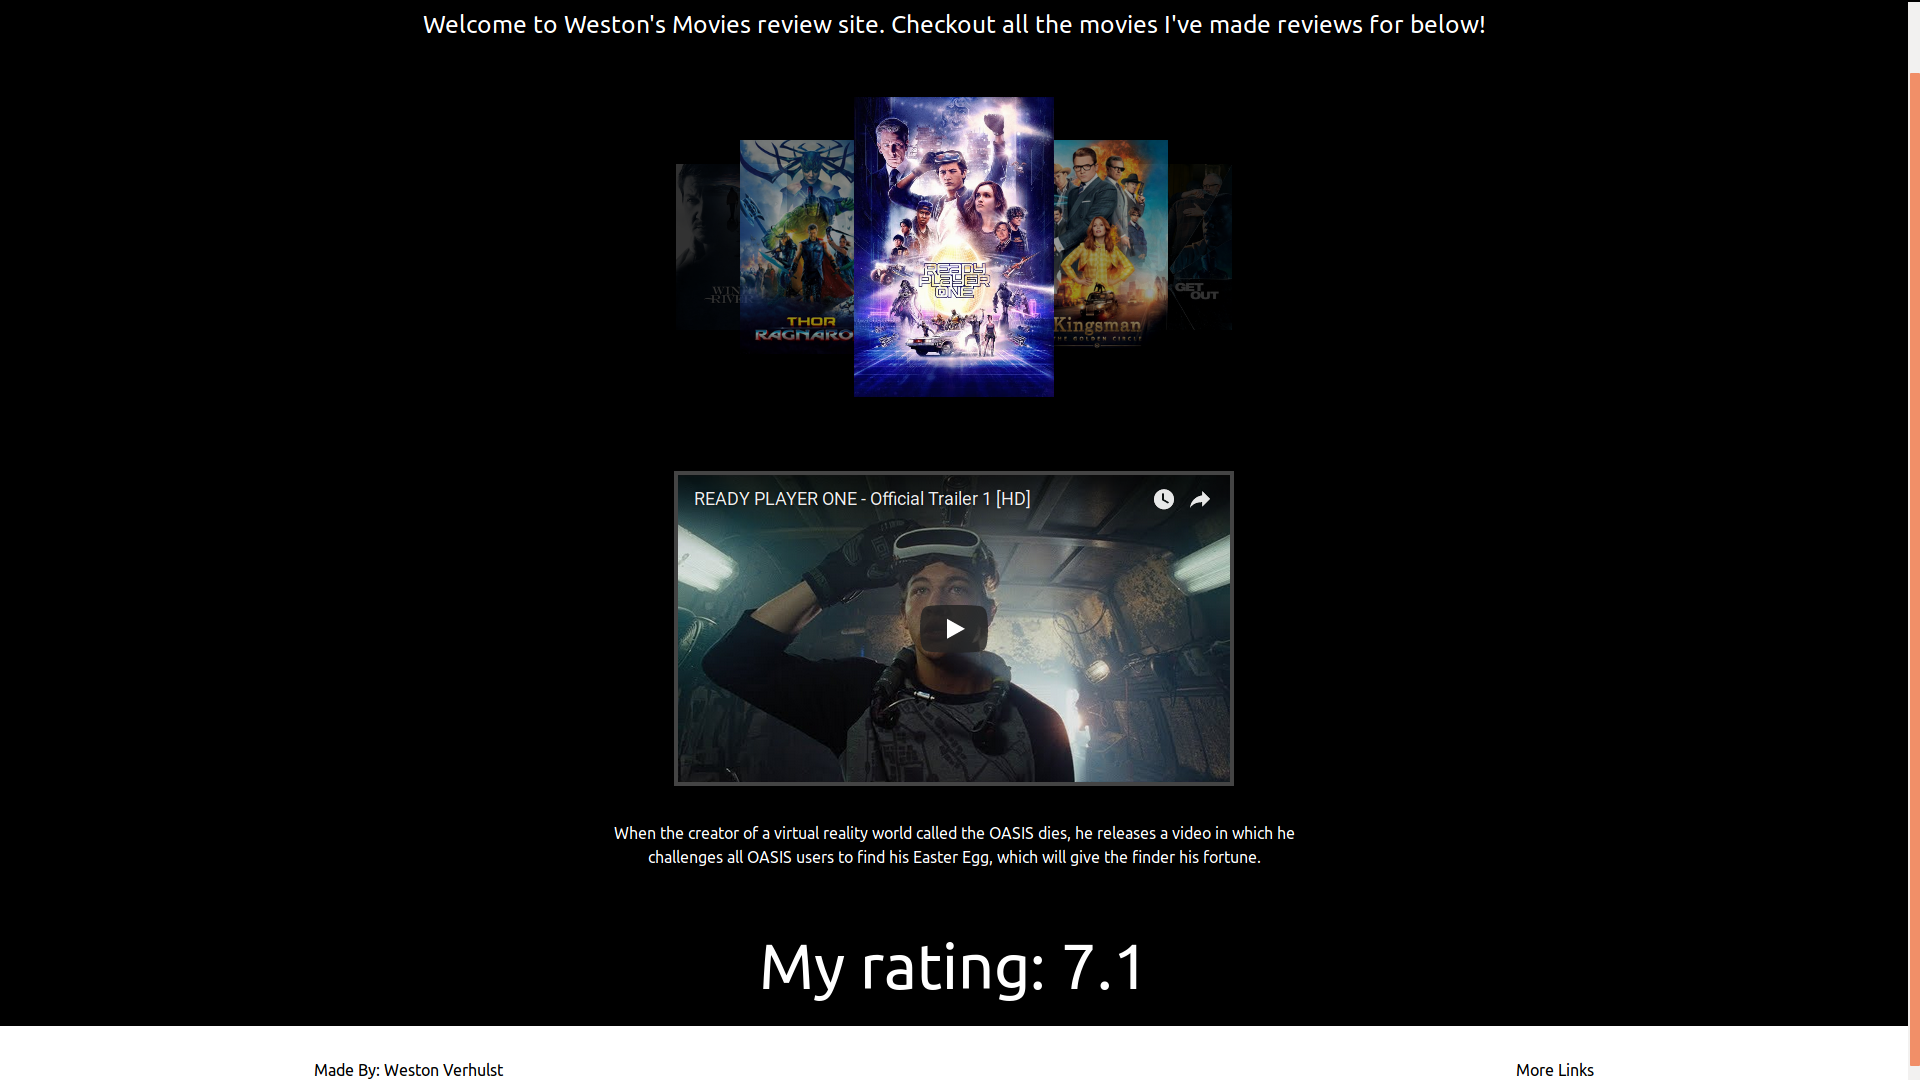 Welcome to Weston's Movies review site. Checkout all the movies I've made reviews for below!
WIND
RIVER
THOR
RAGNARO
READY
PLAYER
ONE
Kingsman
THE GOLDEN CIRCLE
GET
OUT
READY PLAYER ONE - Official Trailer 1 [HD]
When the creator of a virtual reality world called the OASIS dies, he releases a video in which he
challenges all OASIS users to find his Easter Egg, which will give the finder his fortune.
My rating: 7.1
Made By: Weston Verhulst
More Links